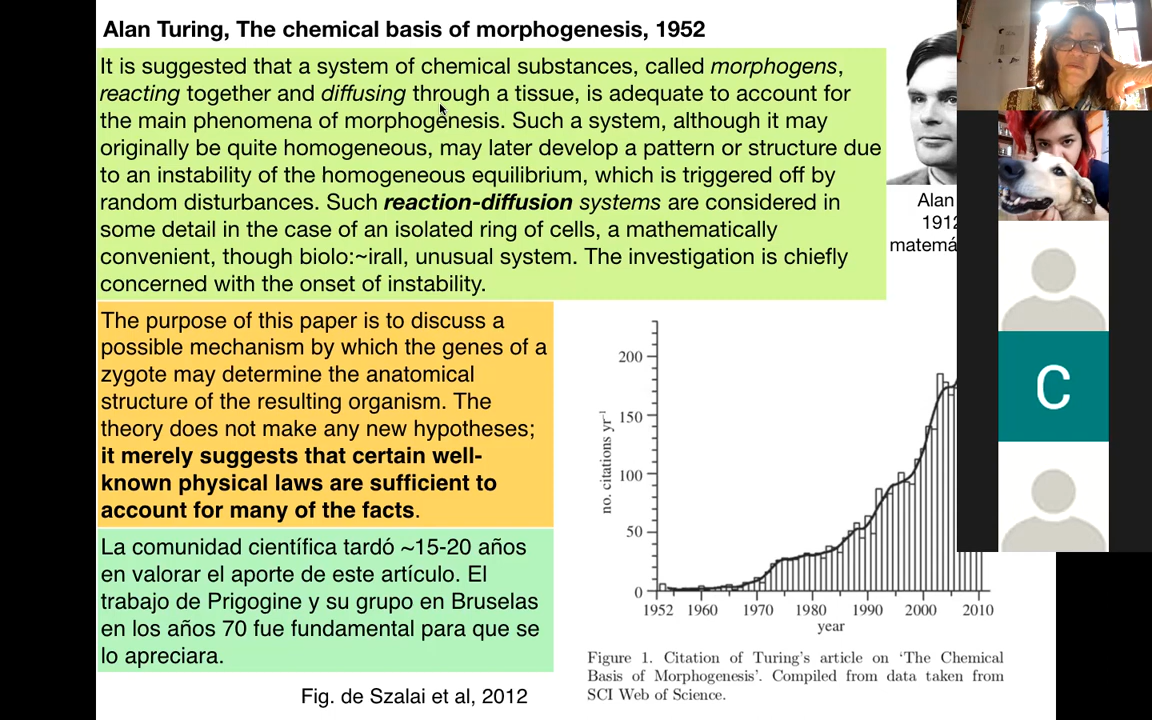 Alan Turing, The chemical basis of morphogenesis, 1952
It is suggested that a system of chemical substances, called morphogens,
reacting together and diffusing through a tissue, is adequate to account for
the main phenomena of morphogenesis. Such a system, although it may
originally be quite homogeneous, may later develop a pattern or structure due
to an instability of the homogeneous equilibrium, which is triggered off by
random disturbances. Such reaction-diffusion systems are considered in
some detail in the case of an isolated ring of cells, a mathematically
convenient, though biolo:~irall, unusual system. The investigation is chiefly
concerned with the onset of instability.
Alan
1912
matemá
The purpose of this paper is to discuss a
possible mechanism by which the genes of a
zygote may determine the anatomical
structure of the resulting organism. The
theory does not make any new hypotheses;
it merely suggests that certain well-
known physical laws are sufficient to
account for many of the facts.
La comunidad científica tardó ~15-20 años
en valorar el aporte de este artículo. El
trabajo de Prigogine y su grupo en Bruselas
en los años 70 fue fundamental para que se
lo apreciara.
Fig. de Szalai et al, 2012
no. citations yr⁻¹
200
150
100
50
0
1952 1960 1970 1980 1990 2000 2010
year
Figure 1. Citation of Turing's article on 'The Chemical
Basis of Morphogenesis'. Compiled from data taken from
SCI Web of Science.
C